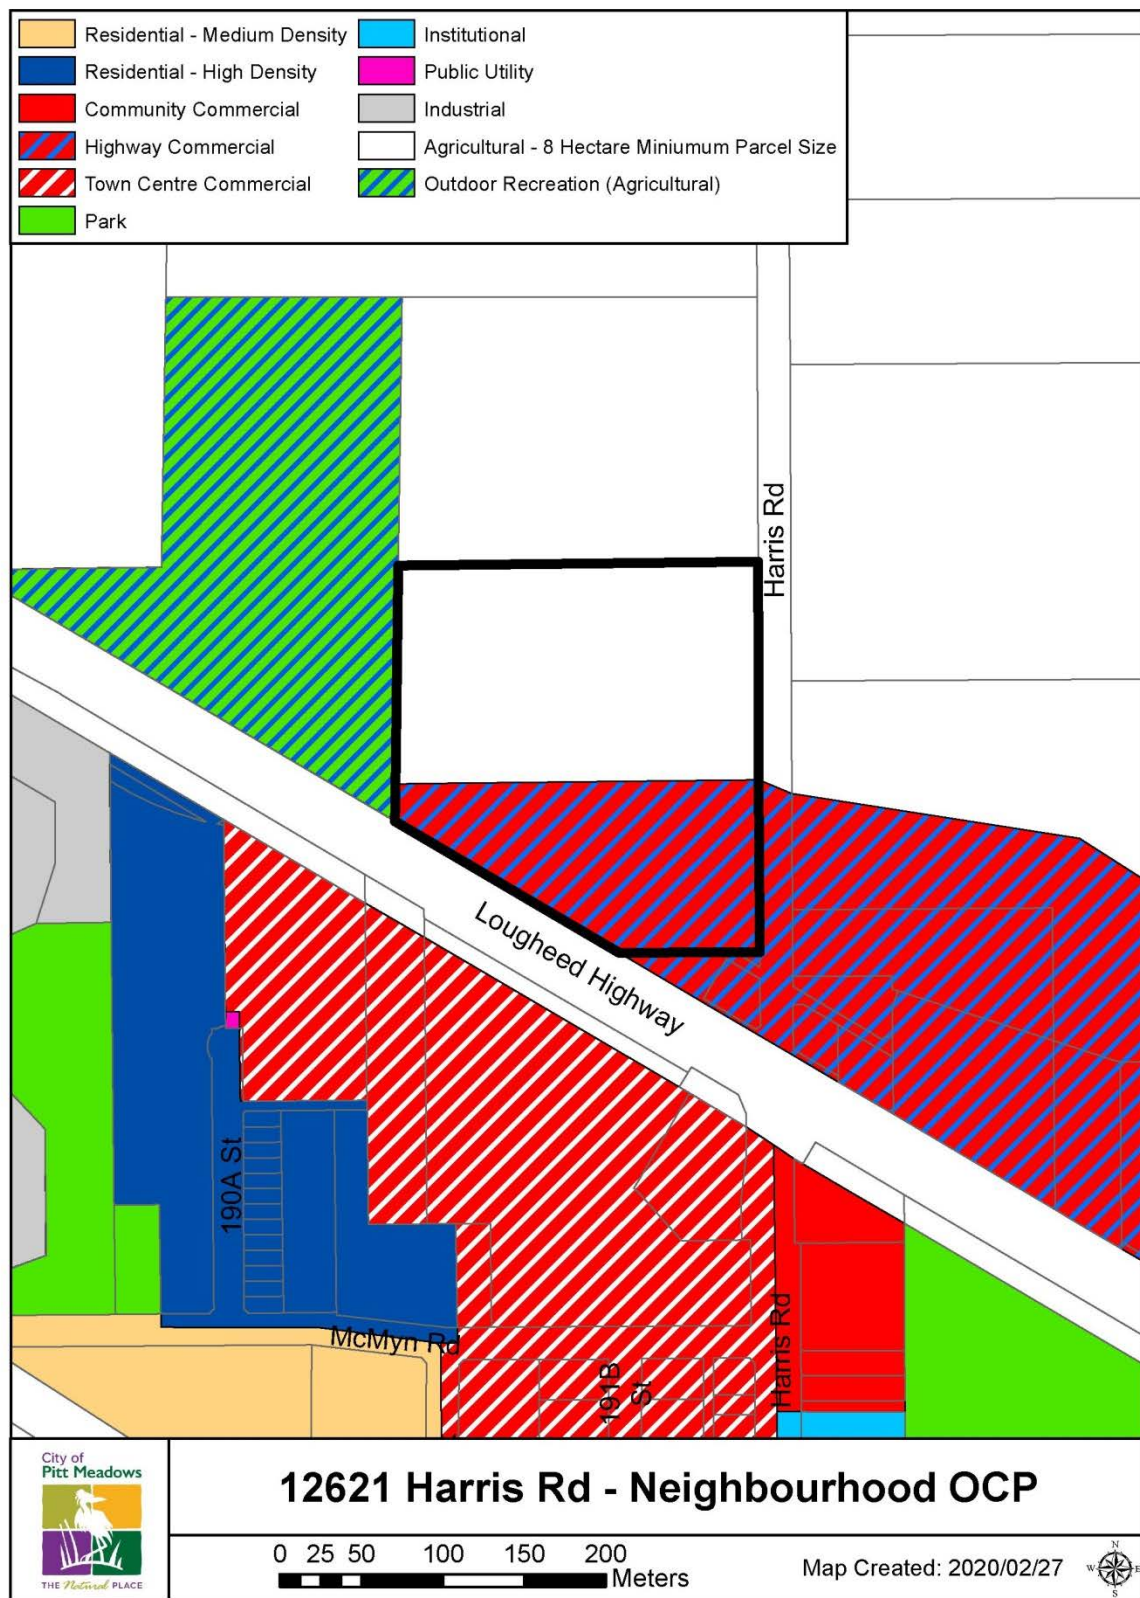 Residential - Medium Density
Residential - High Density
Community Commercial
Highway Commercial
Town Centre Commercial
Park
Institutional
Public Utility
Industrial
Agricultural - 8 Hectare Miniumum Parcel Size
Outdoor Recreation (Agricultural)
Harris Rd
Lougheed Highway
190A St
McMyn Rd
191B
St
Harris Rd
City of
Pitt Meadows
THE Natural PLACE
12621 Harris Rd - Neighbourhood OCP
0 25 50 100 150 200
Meters
Map Created: 2020/02/27
N
W E
S